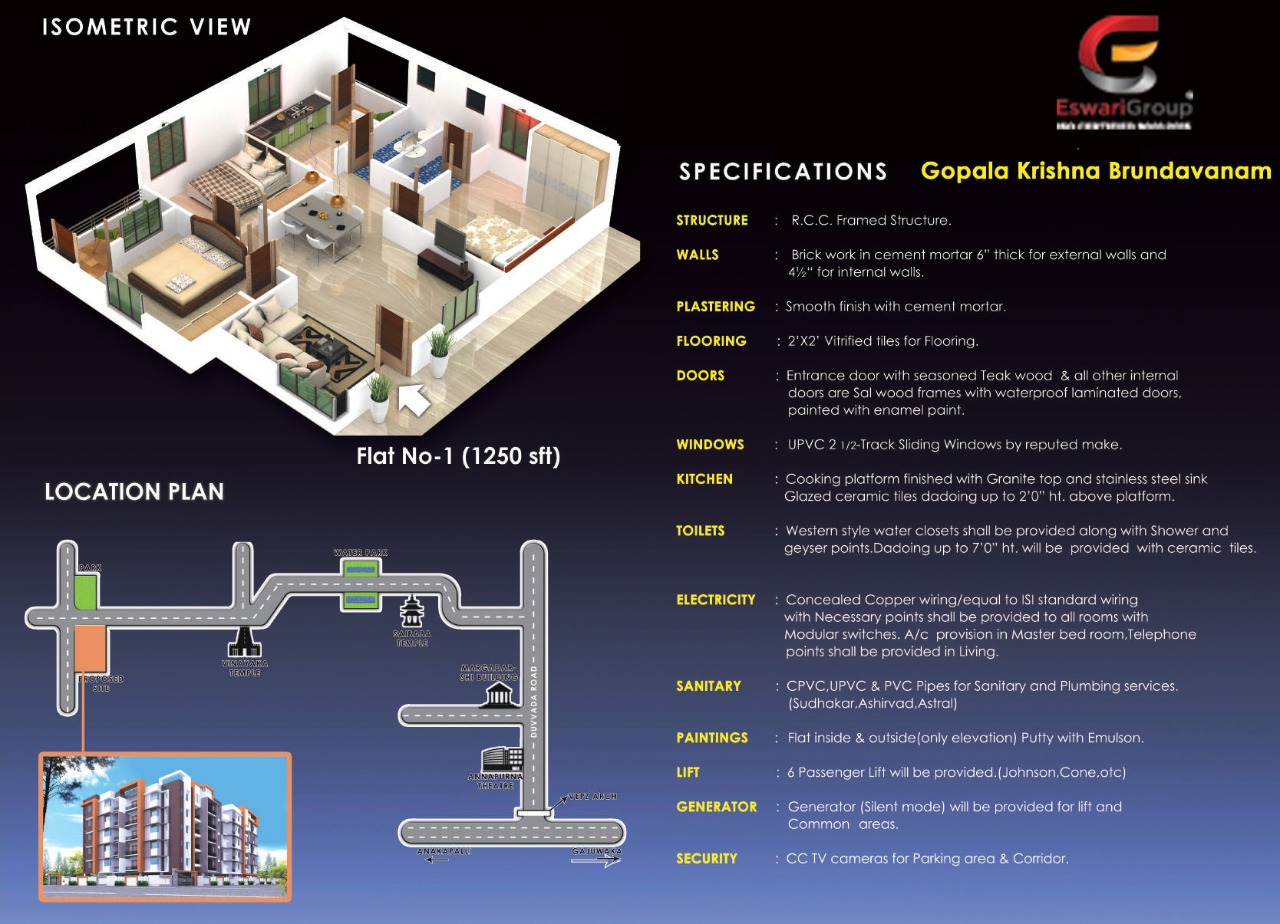 ISOMETRIC VIEW
EswariGroup
ISO CERTIFIED 9001:2015
SPECIFICATIONS Gopala Krishna Brundavanam
STRUCTURE : R.C.C. Framed Structure.
WALLS : Brick work in cement mortar 6” thick for external walls and
4½“ for internal walls.
PLASTERING : Smooth finish with cement mortar.
FLOORING : 2’X2’ Vitrified tiles for Flooring.
DOORS : Entrance door with seasoned Teak wood & all other internal
doors are Sal wood frames with waterproof laminated doors,
painted with enamel paint.
WINDOWS : UPVC 2 1/2-Track Sliding Windows by reputed make.
KITCHEN : Cooking platform finished with Granite top and stainless steel sink
Glazed ceramic tiles dadoing up to 2’0” ht. above platform.
TOILETS : Western style water closets shall be provided along with Shower and
geyser points.Dadoing up to 7’0” ht. will be provided with ceramic tiles.
ELECTRICITY : Concealed Copper wiring/equal to ISI standard wiring
with Necessary points shall be provided to all rooms with
Modular switches. A/c provision in Master bed room,Telephone
points shall be provided in Living.
SANITARY : CPVC,UPVC & PVC Pipes for Sanitary and Plumbing services.
(Sudhakar,Ashirvad,Astral)
PAINTINGS : Flat inside & outside(only elevation) Putty with Emulson.
LIFT : 6 Passenger Lift will be provided.(Johnson,Cone,otc)
GENERATOR : Generator (Silent mode) will be provided for lift and
Common areas.
SECURITY : CC TV cameras for Parking area & Corridor.
Flat No-1 (1250 sft)
LOCATION PLAN
PARK
WATER PARK
SAIBABA
TEMPLE
VINAYAKA
TEMPLE
PROPOSED
SITE
MARGADAR-
SHI BUILDING
DUVVADA ROAD
ANNAPURNA
THEATRE
VEPZ ARCH
ANAKAPALLI
GAJUWAKA